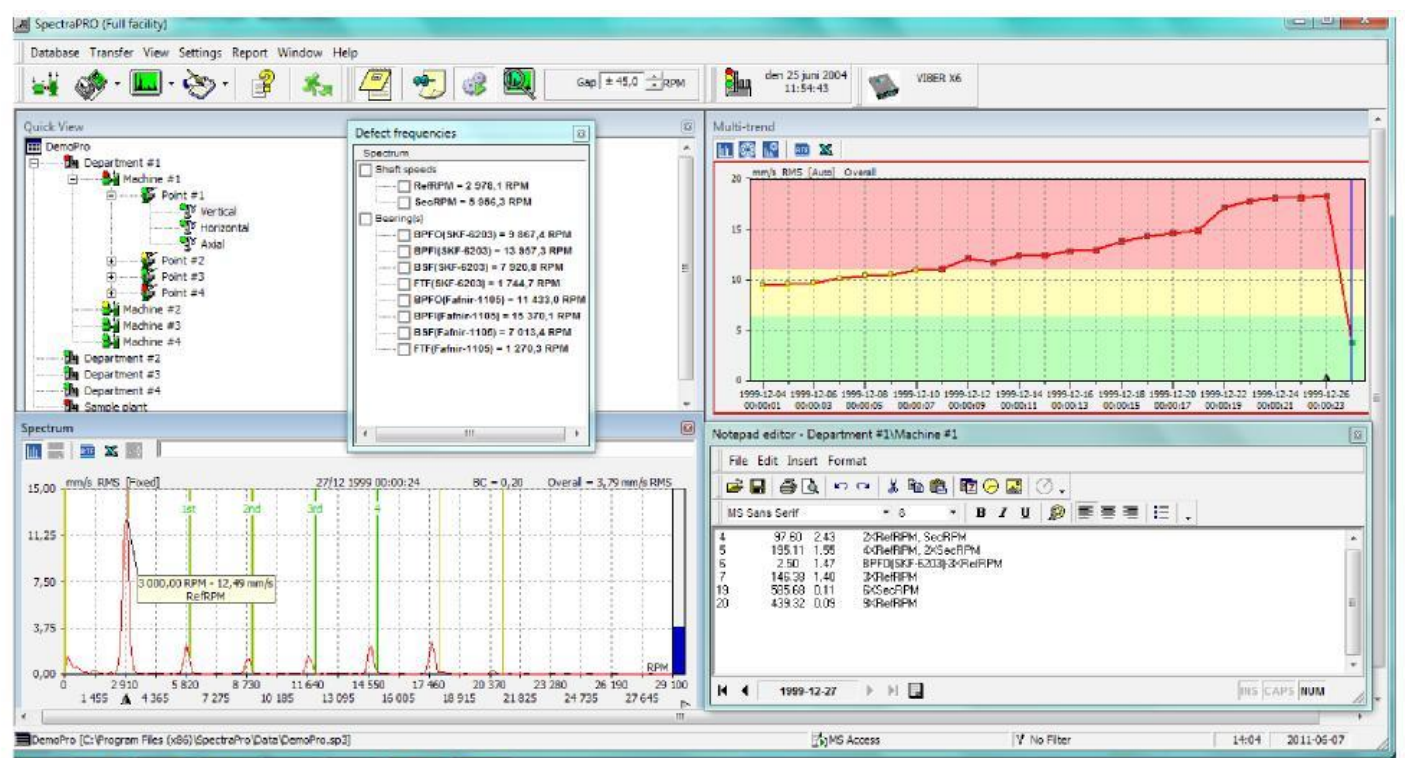 SpectraPRO (Full facility)
Database Transfer View Settings Report Window Help
Gap ± 45,0 RPM
den 25 juni 2004
11:54:43
VIBER X6
Quick View
DemoPro
Department #1
Machine #1
Point #1
Vertical
Horizontal
Axial
Point #2
Point #3
Point #4
Machine #2
Machine #3
Machine #4
Department #2
Department #3
Department #4
Sample plant
Defect frequencies
Spectrum
Shaft speeds
RefRPM = 2 978,1 RPM
SecRPM = 5 986,3 RPM
Bearing(s)
BPFO(SKF-6203) = 9 867,4 RPM
BPFI(SKF-6203) = 13 957,3 RPM
BSF(SKF-6203) = 7 920,8 RPM
FTF(SKF-6203) = 1 744,7 RPM
BPFO(Fafnir-1105) = 11 433,0 RPM
BPFI(Fafnir-1105) = 15 370,1 RPM
BSF(Fafnir-1105) = 7 013,4 RPM
FTF(Fafnir-1105) = 1 270,3 RPM
Multi-trend
mm/s RMS [Auto] Overall
20
15
10
5
0
1999-12-04 1999-12-06 1999-12-08 1999-12-10 1999-12-12 1999-12-14 1999-12-16 1999-12-18 1999-12-20 1999-12-22 1999-12-24 1999-12-26
00:00:01 00:00:03 00:00:05 00:00:07 00:00:09 00:00:11 00:00:13 00:00:15 00:00:17 00:00:19 00:00:21 00:00:23
Spectrum
mm/s RMS [Fixed] 27/12 1999 00:00:24 BC = 0,20 Overal = 3,79 mm/s RMS
15,00
1st 2nd 3rd 4
11,25
7,50
3 000,00 RPM - 12,49 mm/s
RefRPM
3,75
RPM
0,00
0 2 910 5 820 8 730 11 640 14 550 17 460 20 370 23 280 26 190 29 100
1 455 4 365 7 275 10 185 13 095 16 005 18 915 21 825 24 735 27 645
Notepad editor - Department #1\Machine #1
File Edit Insert Format
MS Sans Serif 8 B I U
4 97.60 2.43 2XRefRPM, SecRPM
5 195.11 1.55 4XRefRPM, 2XSecRPM
6 2.50 1.47 BPFO(SKF-6203)-3XRefRPM
7 146.39 1.40 3XRefRPM
19 585.68 0.11 6XSecRPM
20 439.32 0.09 9XRefRPM
1999-12-27
INS CAPS NUM
DemoPro [C:\Program Files (x86)\SpectraPro\Data\DemoPro.sp3]
MS Access
No Filter
14:04
2011-06-07